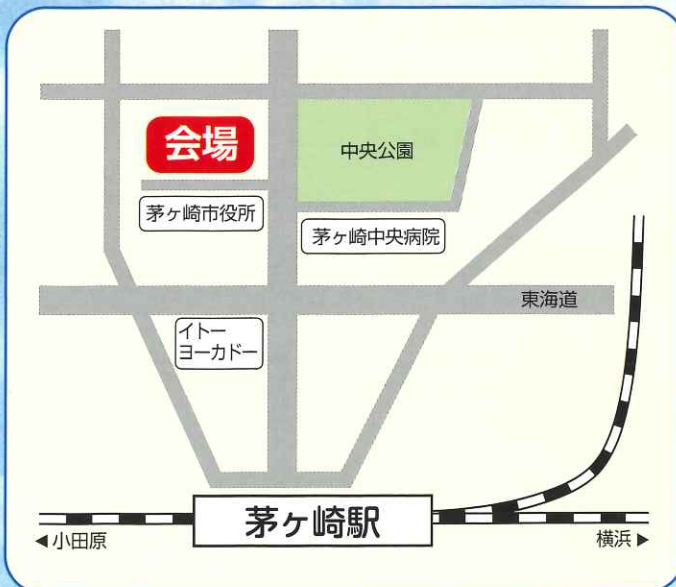 会場
中央公園
茅ヶ崎市役所
茅ヶ崎中央病院
東海道
イトー
ヨーカドー
茅ヶ崎駅
◀小田原
横浜▶